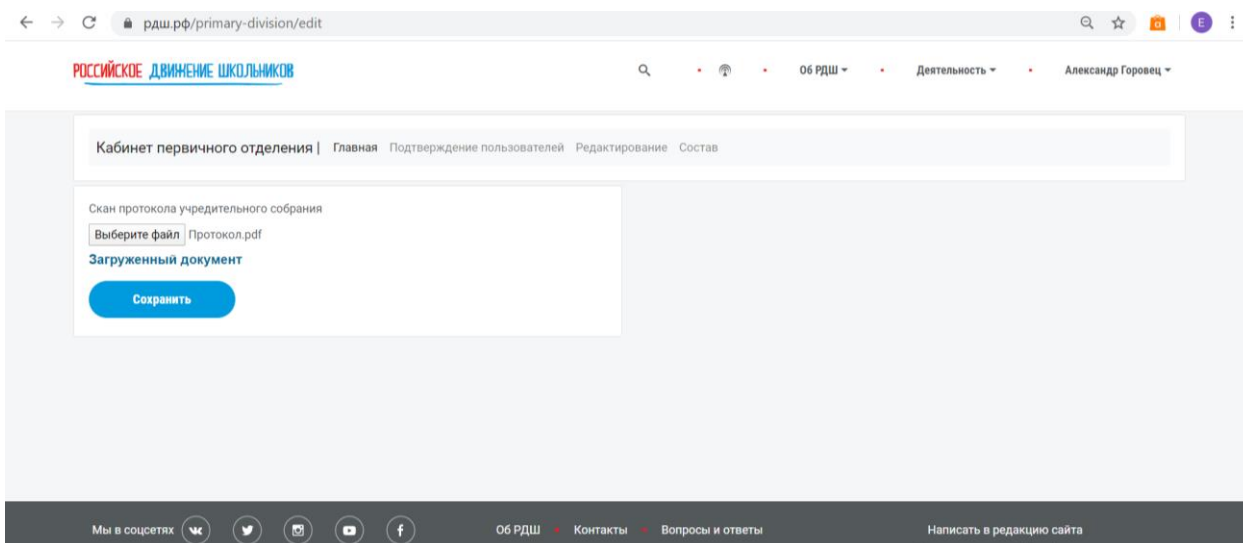 рдш.рф/primary-division/edit
E
РОССИЙСКОЕ ДВИЖЕНИЕ ШКОЛЬНИКОВ
Об РДШ
Деятельность
Александр Горовец
Кабинет первичного отделения | Главная Подтверждение пользователей Редактирование Состав
Скан протокола учредительного собрания
Выберите файл Протокол.pdf
Загруженный документ
Сохранить
Мы в соцсетях
Об РДШ Контакты Вопросы и ответы
Написать в редакцию сайта